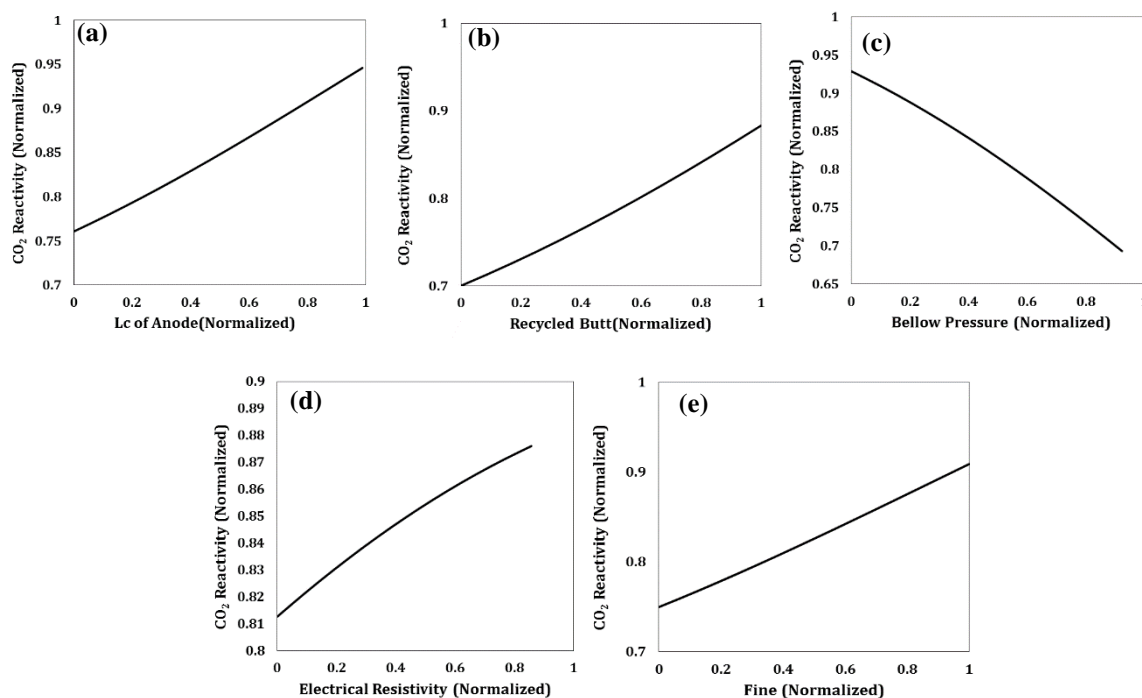 (a)
CO2 Reactivity (Normalized)
1
0.95
0.9
0.85
0.8
0.75
0.7
0 0.2 0.4 0.6 0.8 1
Lc of Anode(Normalized)
(b)
CO2 Reactivity (Normalized)
1
0.9
0.8
0.7
0 0.2 0.4 0.6 0.8 1
Recycled Butt(Normalized)
(c)
CO2 Reactivity (Normalized)
1
0.95
0.9
0.85
0.8
0.75
0.7
0.65
0 0.2 0.4 0.6 0.8 1
Bellow Pressure (Normalized)
(d)
CO2 Reactivity (Normalized)
0.9
0.89
0.88
0.87
0.86
0.85
0.84
0.83
0.82
0.81
0.8
0 0.2 0.4 0.6 0.8 1
Electrical Resistivity (Normalized)
(e)
CO2 Reactivity (Normalized)
1
0.9
0.8
0.7
0 0.2 0.4 0.6 0.8 1
Fine (Normalized)